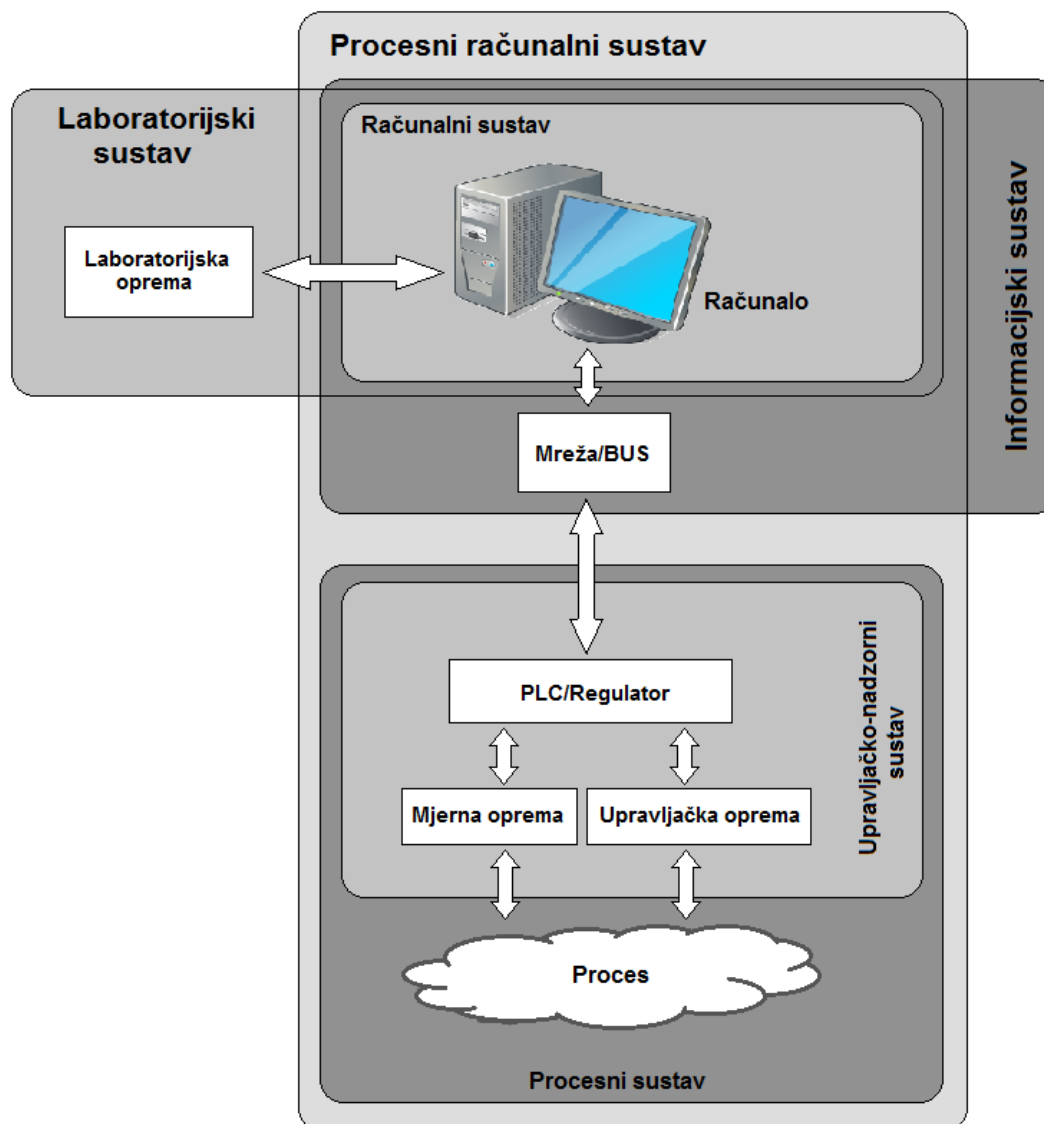 Procesni računalni sustav
Laboratorijski
sustav
Računalni sustav
Laboratorijska
oprema
Računalo
Informacijski sustav
Mreža/BUS
PLC/Regulator
Upravljačko-nadzorni
sustav
Mjerna oprema
Upravljačka oprema
Proces
Procesni sustav